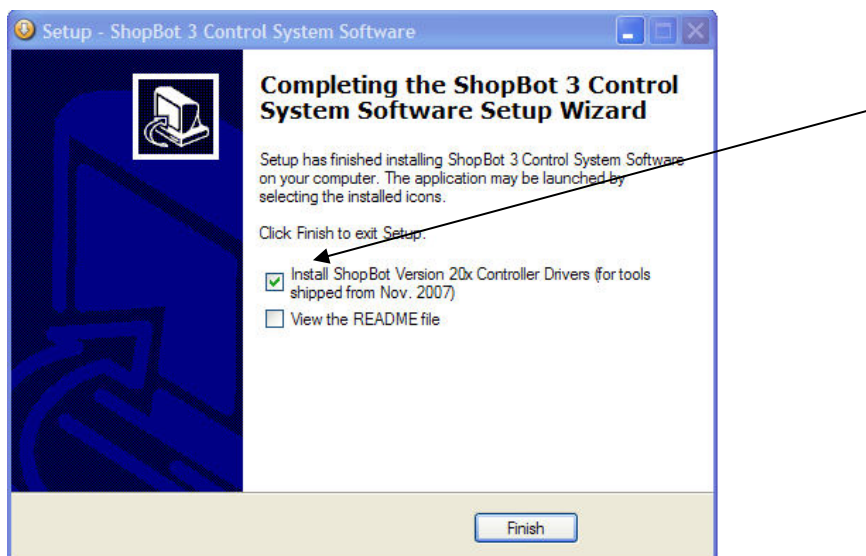 Setup - ShopBot 3 Control System Software
Completing the ShopBot 3 Control
System Software Setup Wizard
Setup has finished installing ShopBot 3 Control System Software
on your computer. The application may be launched by
selecting the installed icons.
Click Finish to exit Setup.
Install ShopBot Version 20x Controller Drivers (for tools
shipped from Nov. 2007)
View the README file
Finish